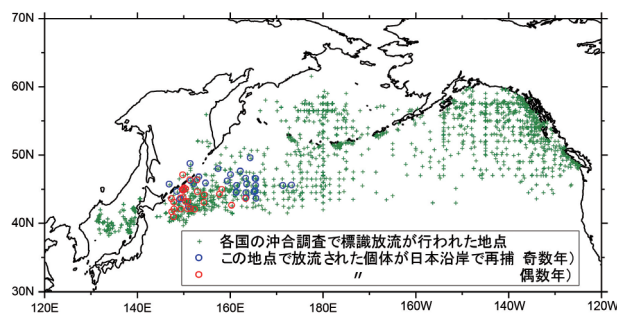 70N
60N
50N
40N
30N
各国の沖合調査で標識放流が行われた地点
この地点で放流された個体が日本沿岸で再捕 奇数年）
〃 偶数年）
120E 140E 160E 180 160W 140W 120W